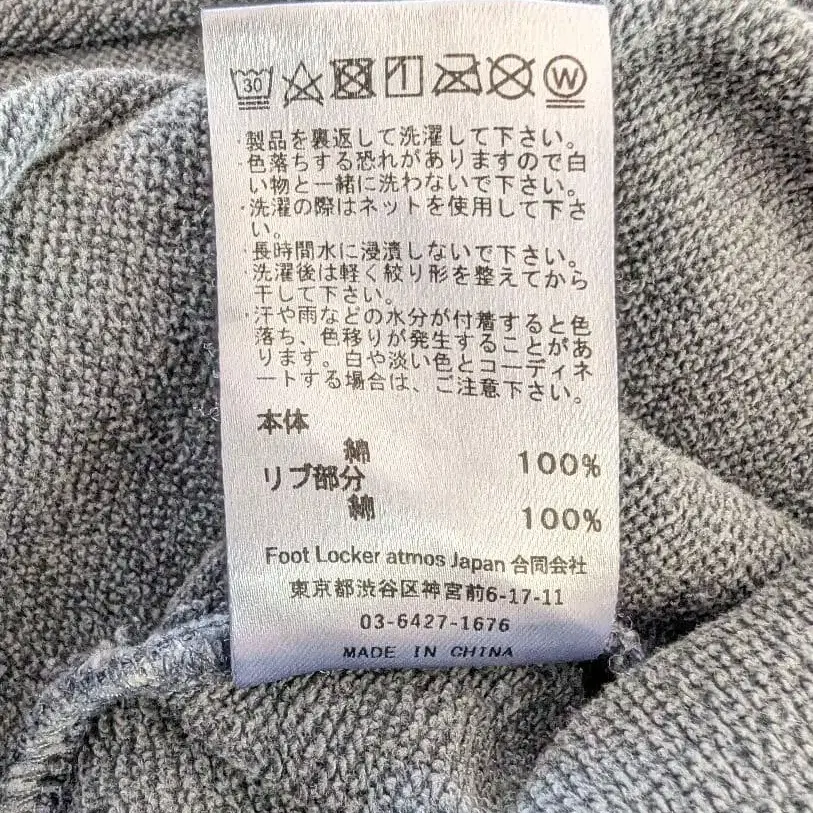 30 W
・製品を裏返して洗濯して下さい。
・色落ちする恐れがありますので白
い物と一緒に洗わないで下さい。
・洗濯の際はネットを使用して下さ
い。
・長時間水に浸漬しないで下さい。
・洗濯後は軽く絞り形を整えてから
干して下さい。
・汗や雨などの水分が付着すると色
落ち、色移りが発生することがあ
ります。白や淡い色とコーディネ
ートする場合は、ご注意下さい。
本体
綿 100%
リブ部分
綿 100%
Foot Locker atmos Japan 合同会社
東京都渋谷区神宮前6-17-11
03-6427-1676
MADE IN CHINA